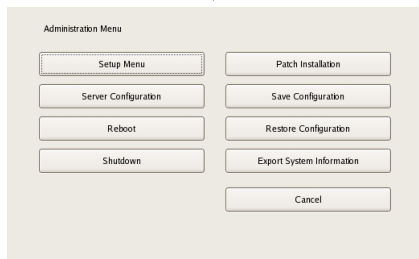 Administration Menu
Setup Menu
Patch Installation
Server Configuration
Save Configuration
Reboot
Restore Configuration
Shutdown
Export System Information
Cancel